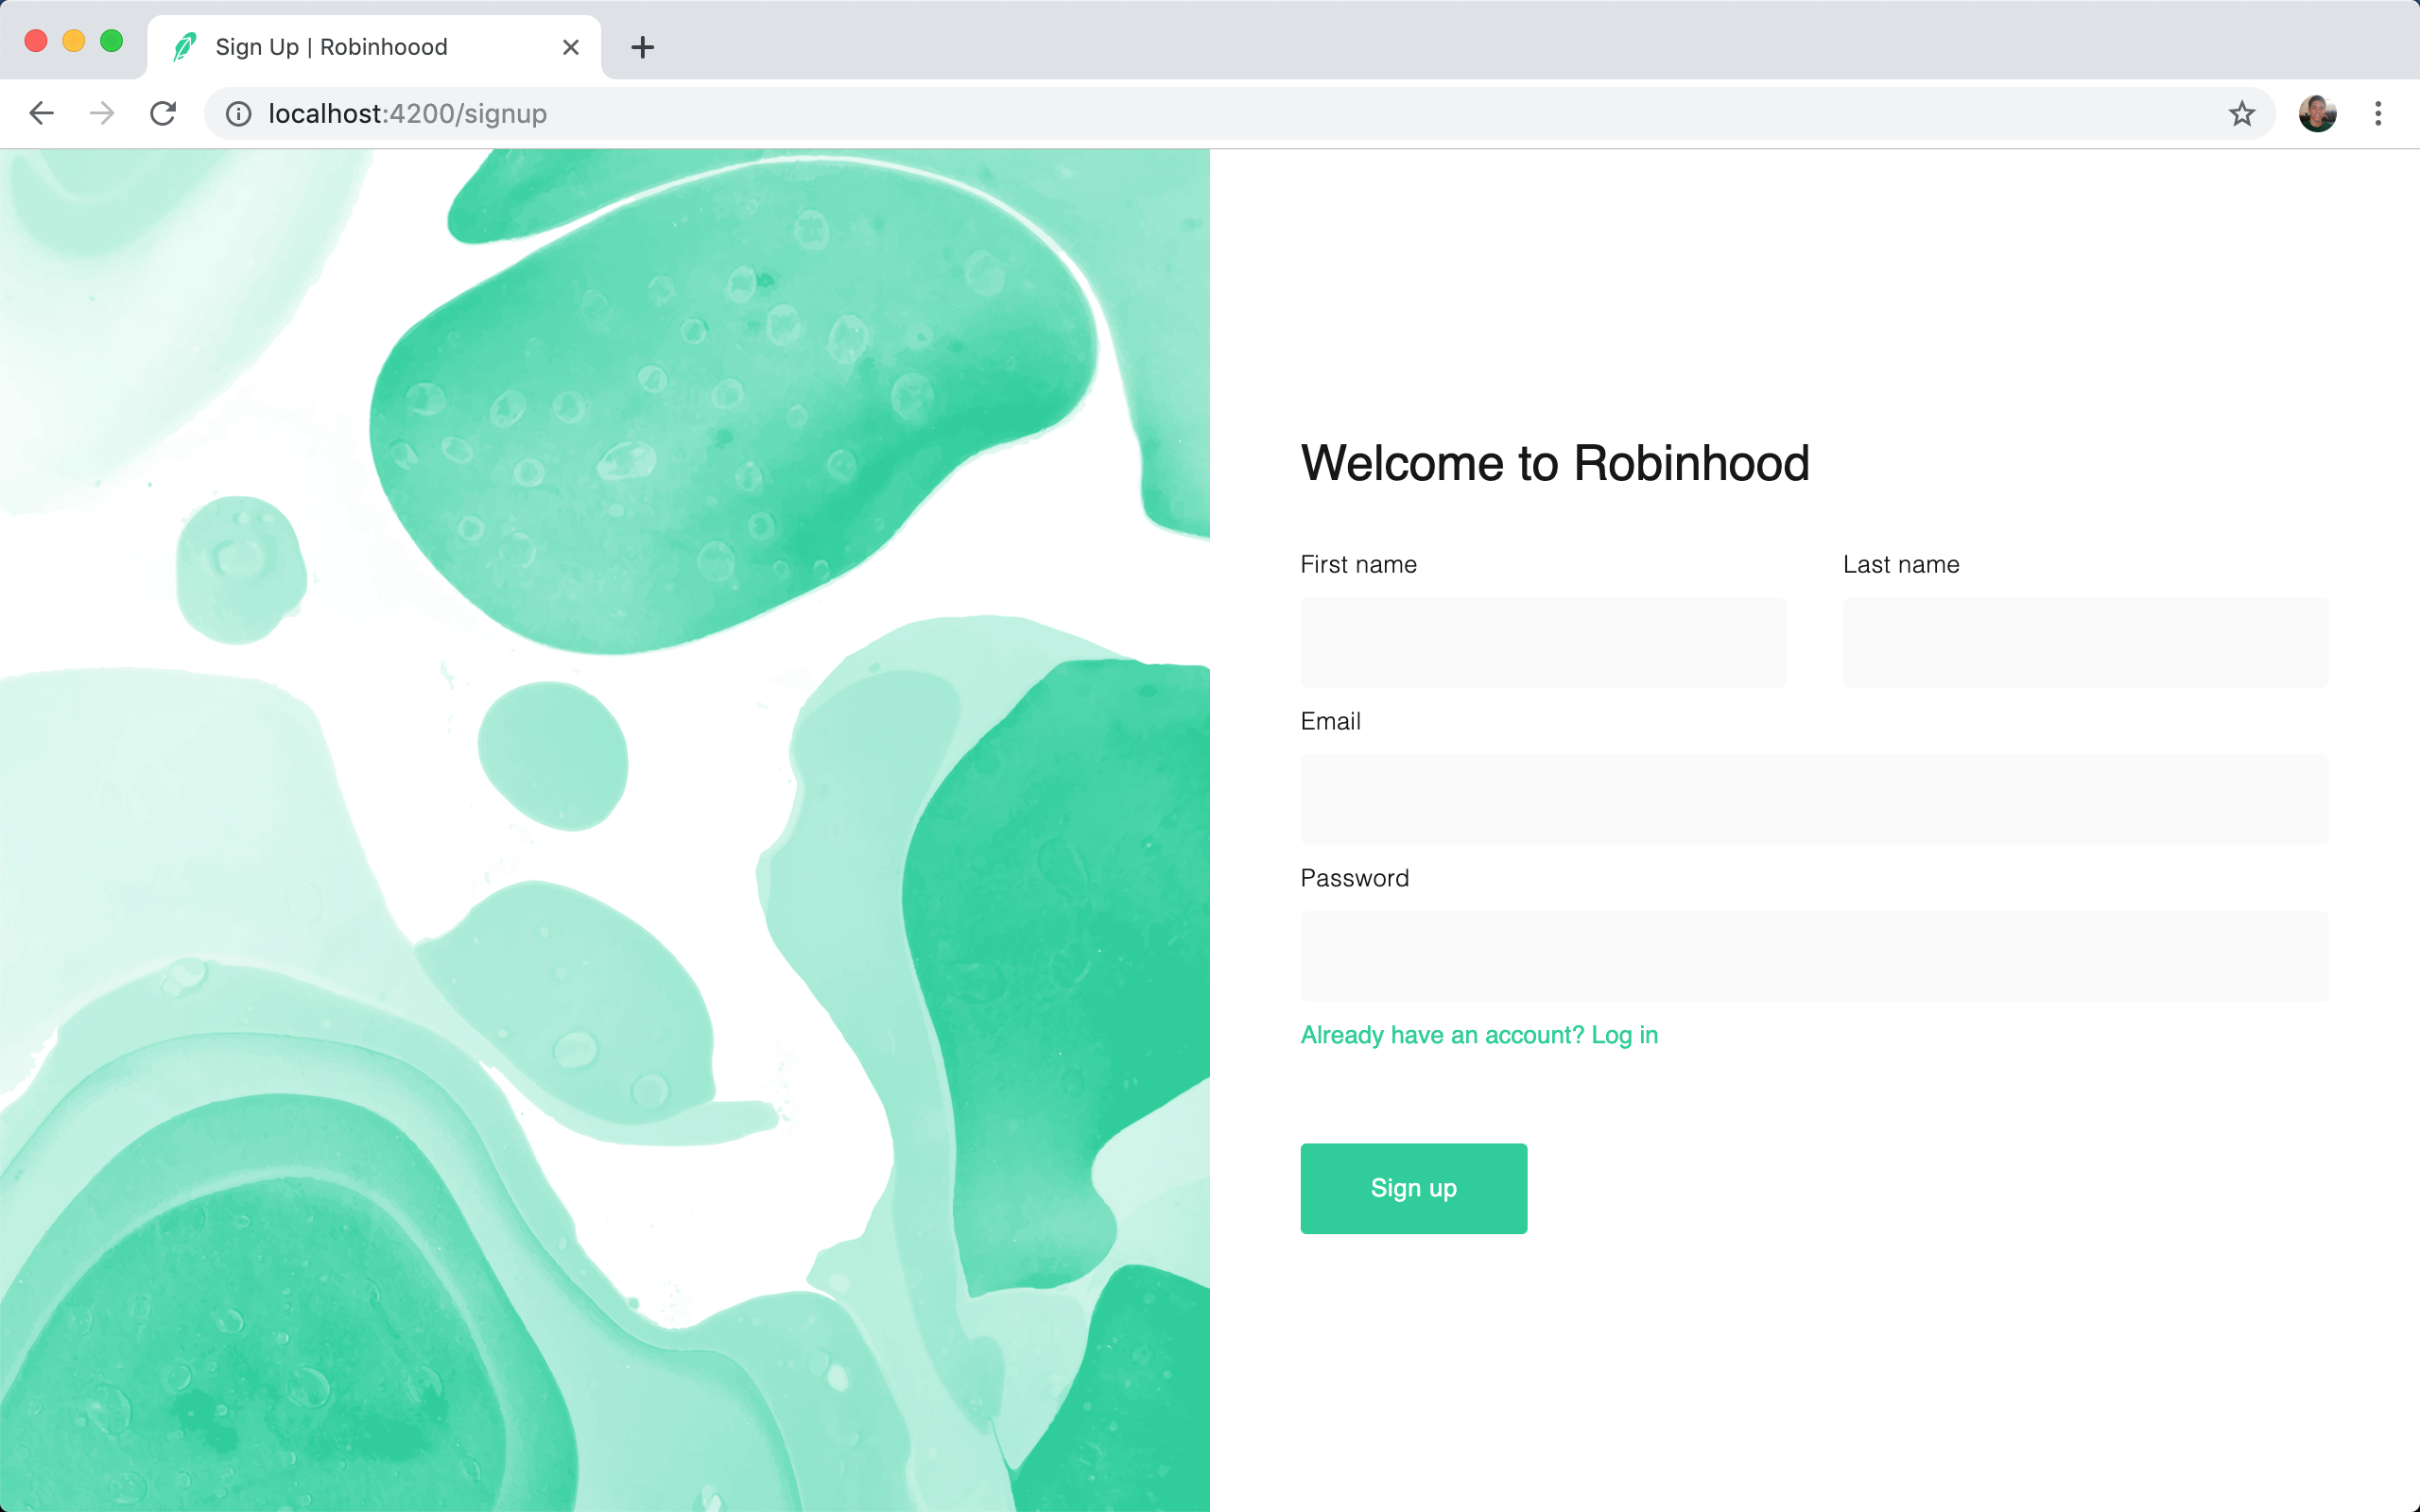 Sign Up | Robinhoood
localhost:4200/signup
Welcome to Robinhood
First name
Last name
Email
Password
Already have an account? Log in
Sign up